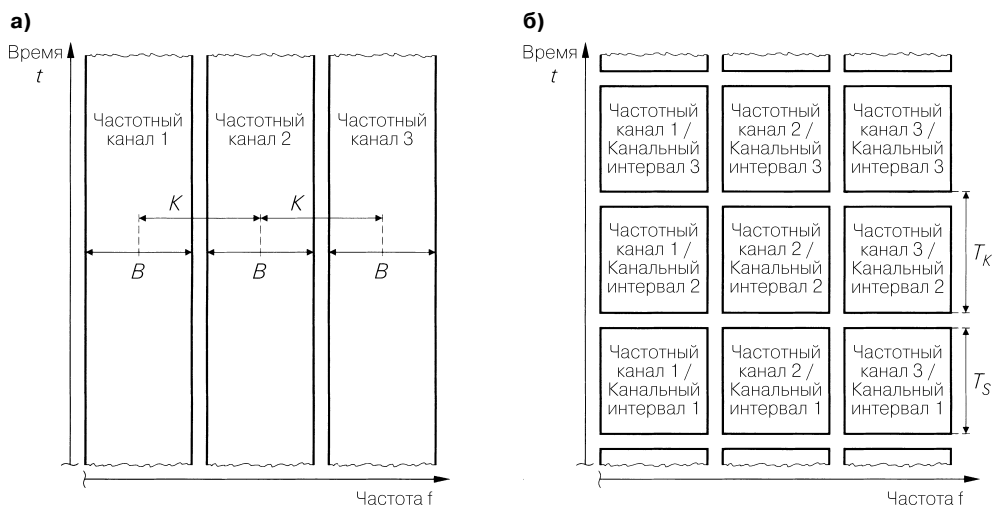 а)
Время
t
Частотный
канал 1
Частотный
канал 2
Частотный
канал 3
K
K
B
B
B
Частота f
б)
Время
t
Частотный
канал 1 /
Канальный
интервал 3
Частотный
канал 2 /
Канальный
интервал 3
Частотный
канал 3 /
Канальный
интервал 3
Частотный
канал 1 /
Канальный
интервал 2
Частотный
канал 2 /
Канальный
интервал 2
Частотный
канал 3 /
Канальный
интервал 2
T_K
Частотный
канал 1 /
Канальный
интервал 1
Частотный
канал 2 /
Канальный
интервал 1
Частотный
канал 3 /
Канальный
интервал 1
T_S
Частота f